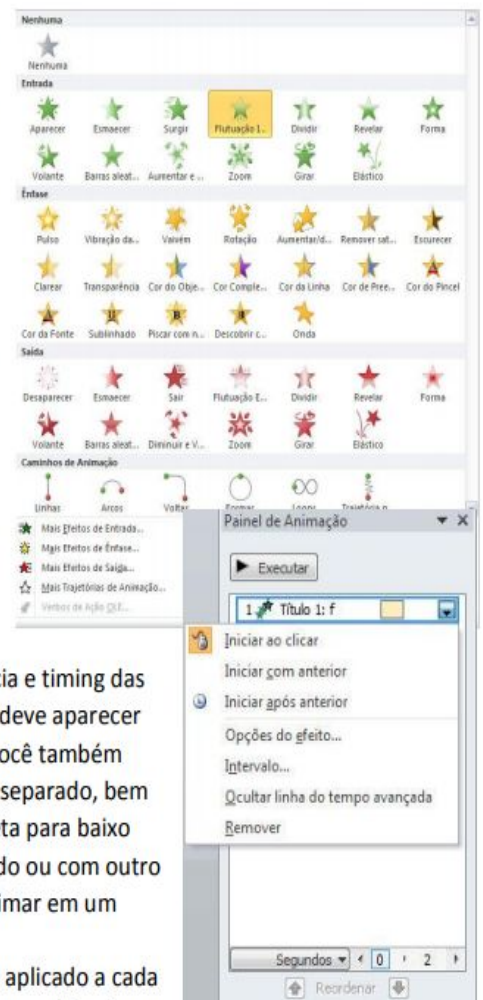 Nenhuma
Nenhuma
Entrada
Aparecer Esmaecer Surgir Flutuação I... Dividir Revelar Forma
Volante Barras aleat... Aumentar e ... Zoom Girar Elástico
Ênfase
Pulso Vibração da... Vaivém Rotação Aumentar/d... Remover sat... Escurecer
Clarear Transparência Cor do Obje... Cor Comple... Cor da Linha Cor de Pree... Cor do Pincel
Cor da Fonte Sublinhado Piscar com n... Descobrir c... Onda
Saída
Desaparecer Esmaecer Sair Flutuação E... Dividir Revelar Forma
Volante Barras aleat... Diminuir e V... Zoom Girar Elástico
Caminhos de Animação
Linhas Arcos Voltar Formar Loops Trajetória p...
Mais Efeitos de Entrada...
Mais Efeitos de Ênfase...
Mais Efeitos de Saída...
Mais Trajetórias de Animação...
Verbos de Ação OLE...
Painel de Animação
Executar
1 Título 1: f
Iniciar ao clicar
Iniciar com anterior
Iniciar após anterior
Opções do efeito...
Intervalo...
Ocultar linha do tempo avançada
Remover
Segundos 0 2
Reordenar
cia e timing das
deve aparecer
ocê também
separado, bem
ta para baixo
do ou com outro
imar em um
aplicado a cada